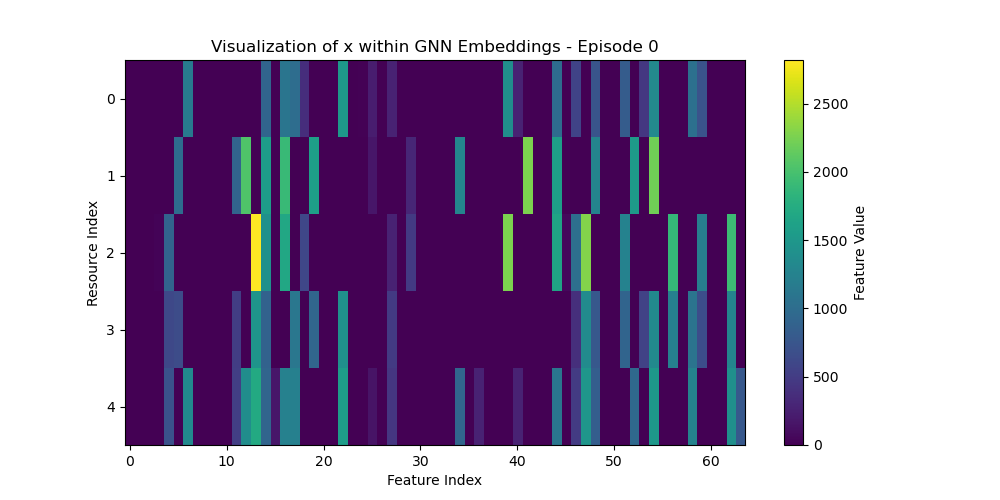 Visualization of x within GNN Embeddings - Episode 0
Resource Index
0
1
2
3
4
0 10 20 30 40 50 60
Feature Index
2500
2000
1500
1000
500
0
Feature Value